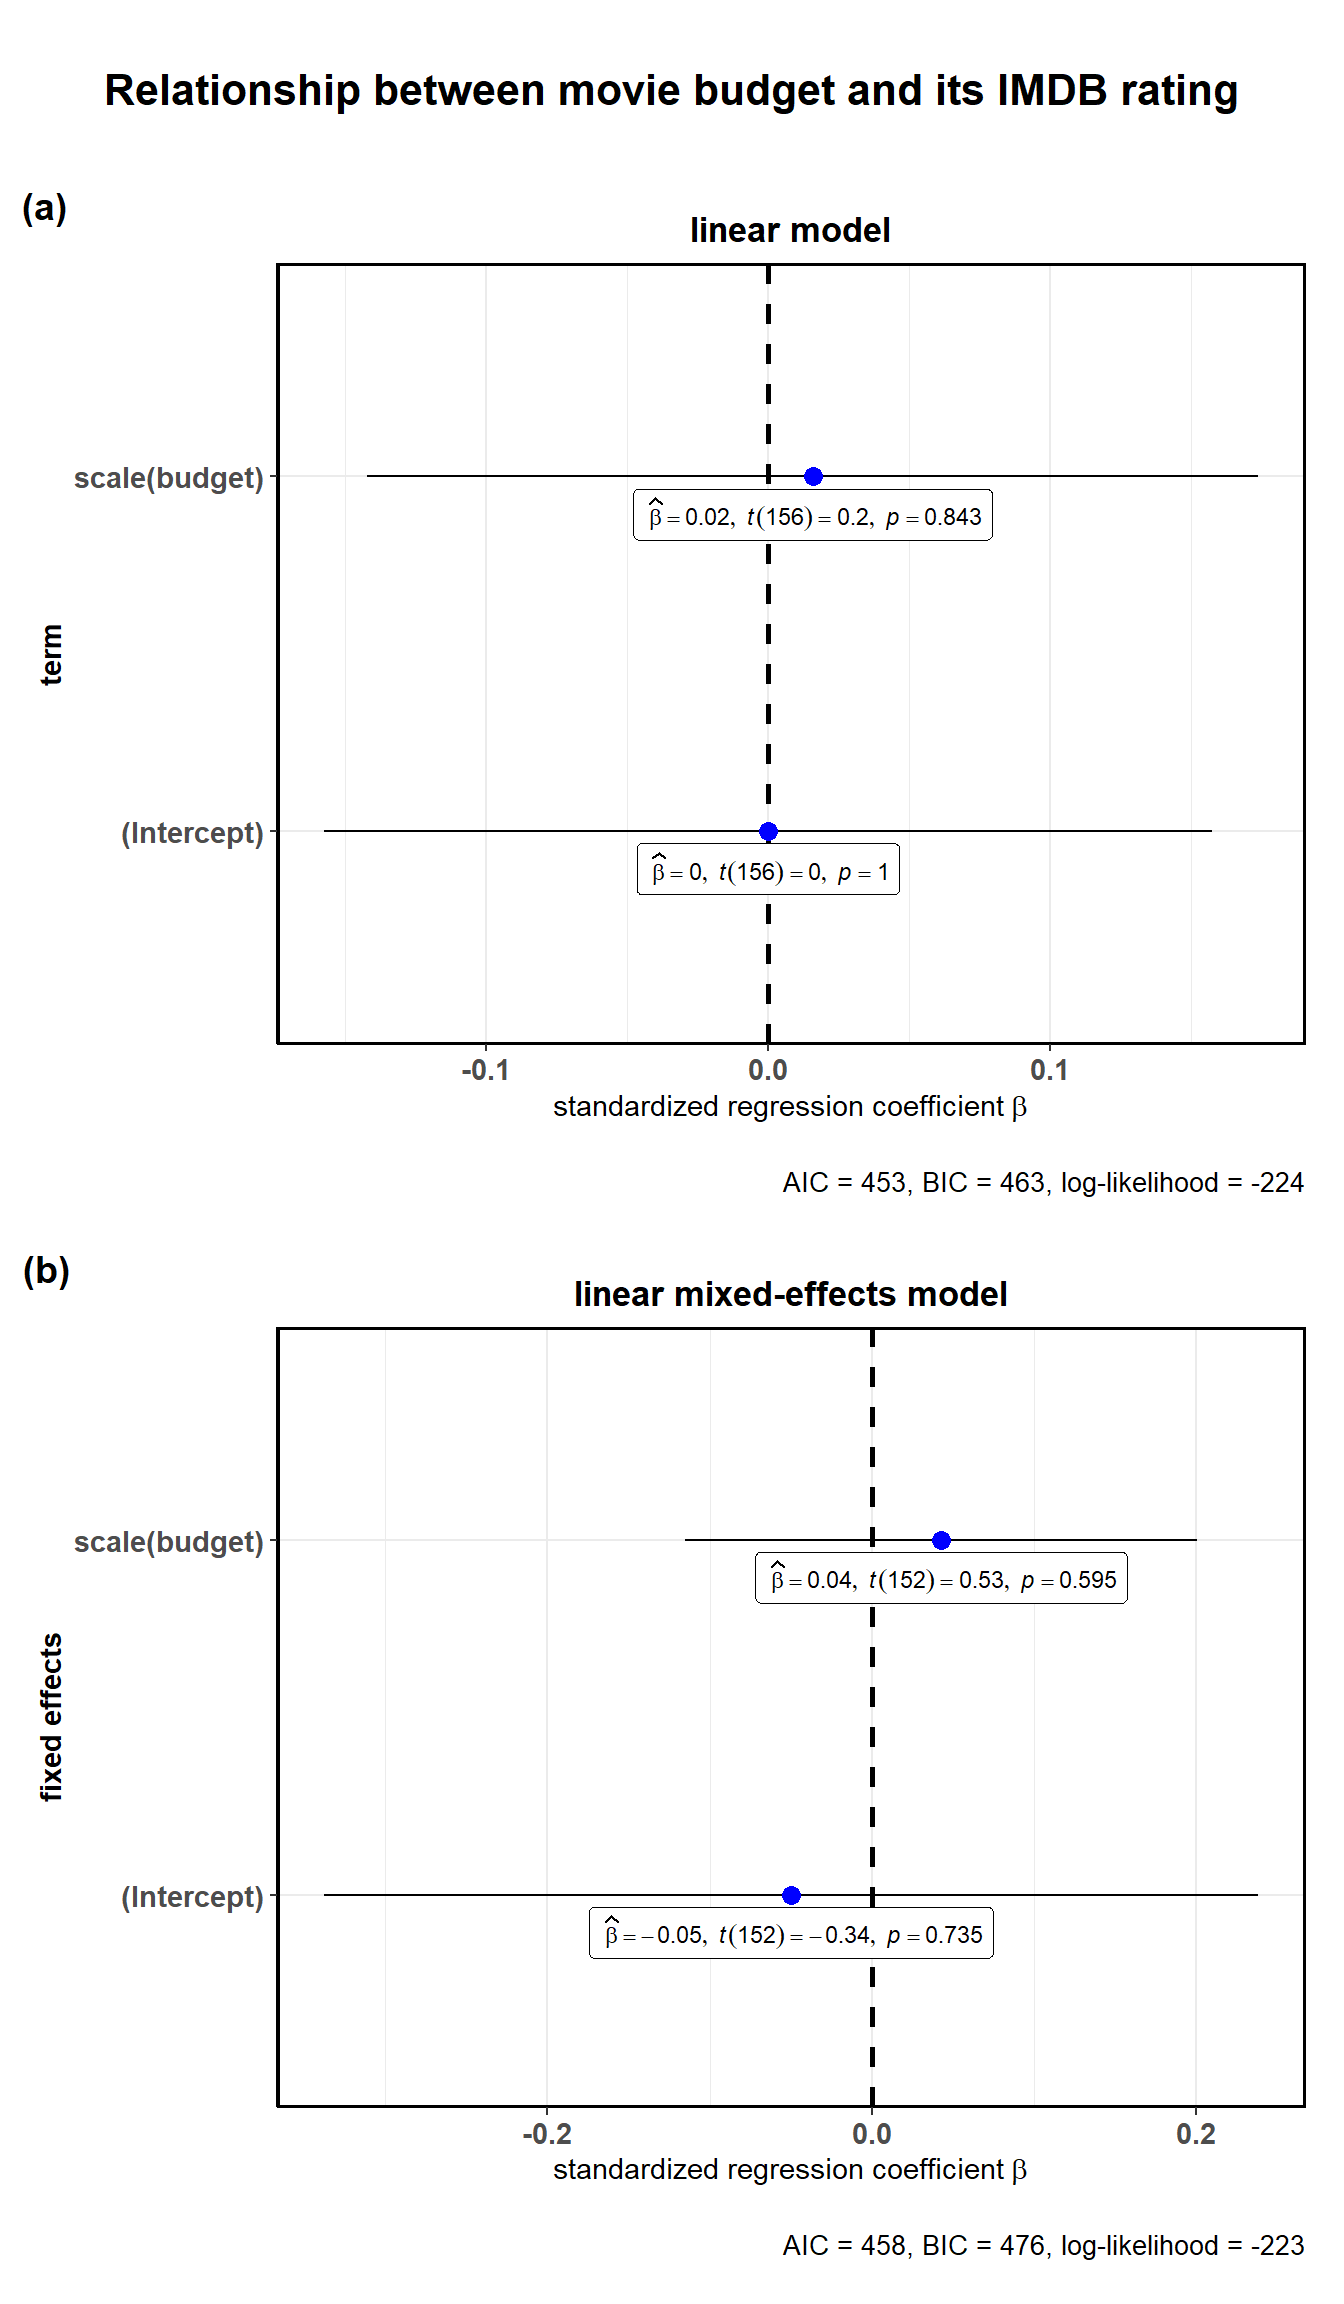 Relationship between movie budget and its IMDB rating
(a)
linear model
scale(budget)
β̂ = 0.02, t(156) = 0.2, p = 0.843
term
(Intercept)
β̂ = 0, t(156) = 0, p = 1
-0.1 0.0 0.1
standardized regression coefficient β
AIC = 453, BIC = 463, log-likelihood = -224
(b)
linear mixed-effects model
scale(budget)
β̂ = 0.04, t(152) = 0.53, p = 0.595
fixed effects
(Intercept)
β̂ = −0.05, t(152) = −0.34, p = 0.735
-0.2 0.0 0.2
standardized regression coefficient β
AIC = 458, BIC = 476, log-likelihood = -223